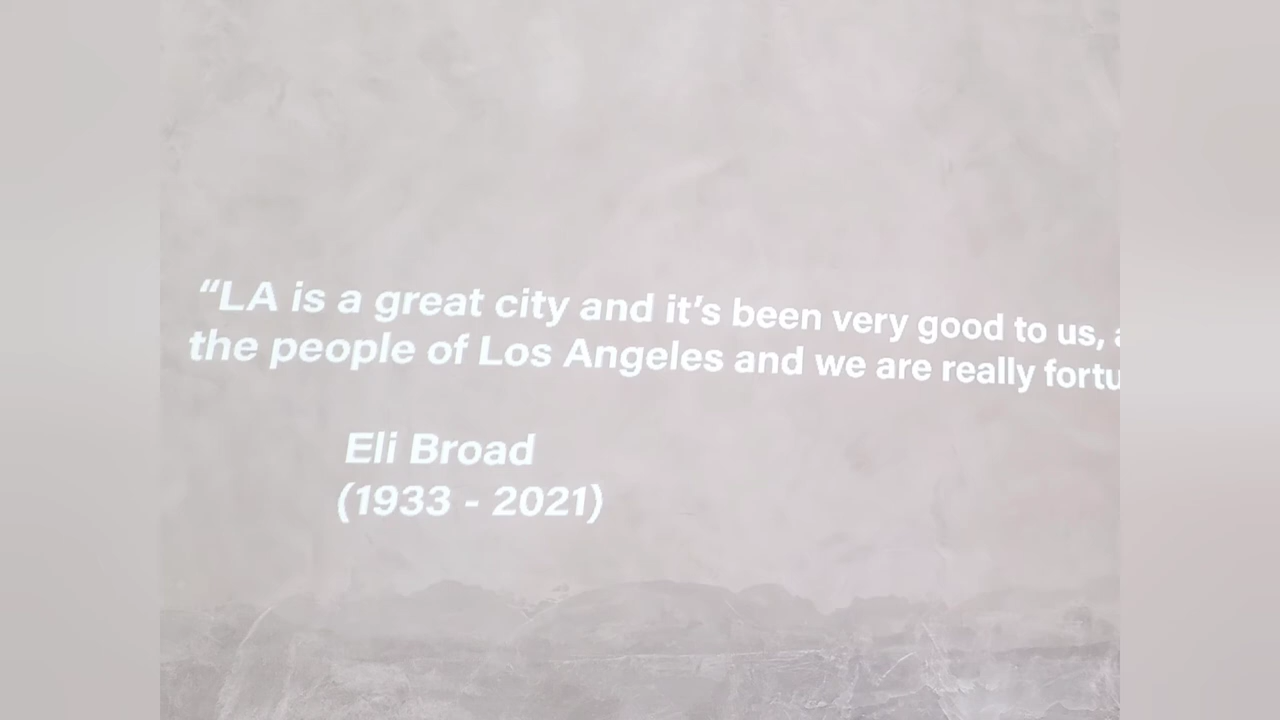 “LA is a great city and it’s been very good to us,
the people of Los Angeles and we are really
Eli Broad
(1933 - 2021)